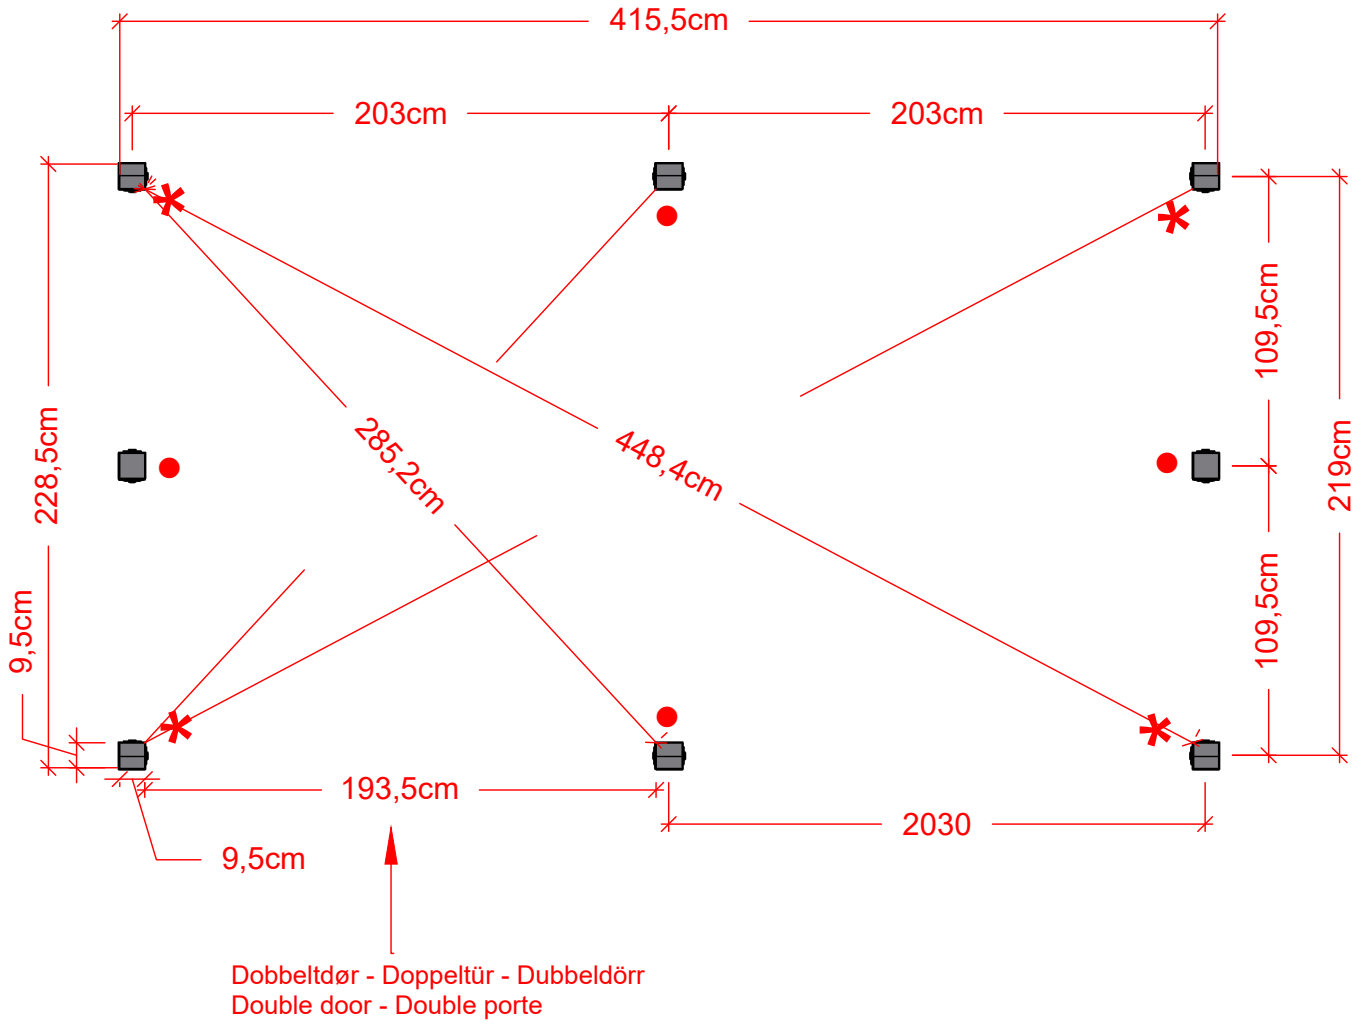 415,5cm
203cm
203cm
109,5cm
285,2cm
448,4cm
228,5cm
219cm
9,5cm
109,5cm
193,5cm
2030
9,5cm
Dobbeltdør - Doppeltür - Dubbeldörr
Double door - Double porte